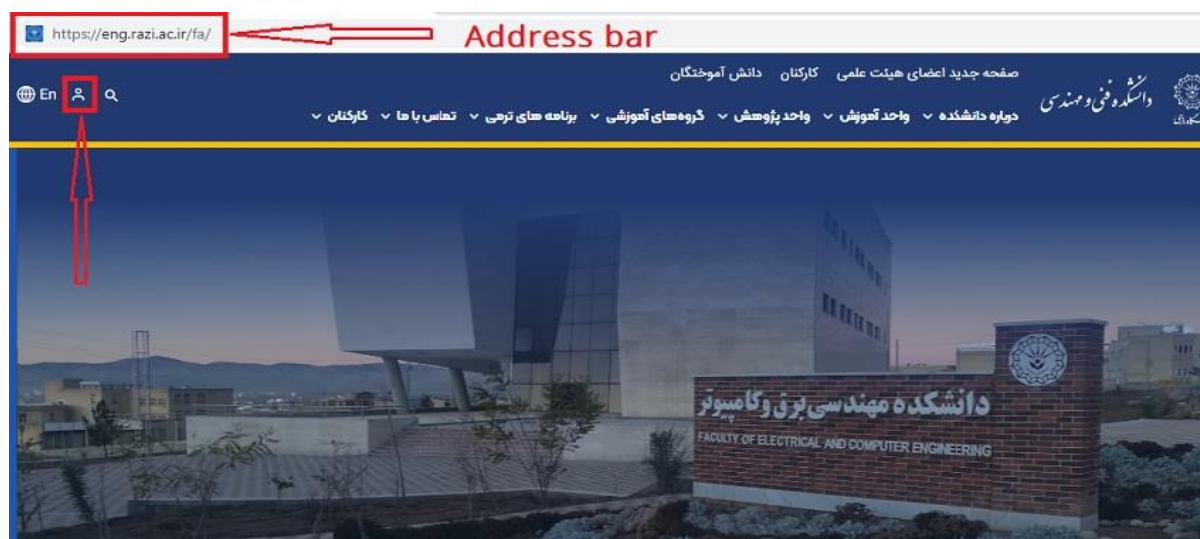 https://eng.razi.ac.ir/fa/
Address bar
صفحه جدید اعضای هیئت علمی کارکنان دانش آموختگان
En
دانشکده فنی و مهندسی
درباره دانشکده واحد آموزش واحد پژوهش گروه‌های آموزشی برنامه های ترمی تماس با ما کارکنان
دانشکده مهندسی برق و کامپیوتر
FACULTY OF ELECTRICAL AND COMPUTER ENGINEERING